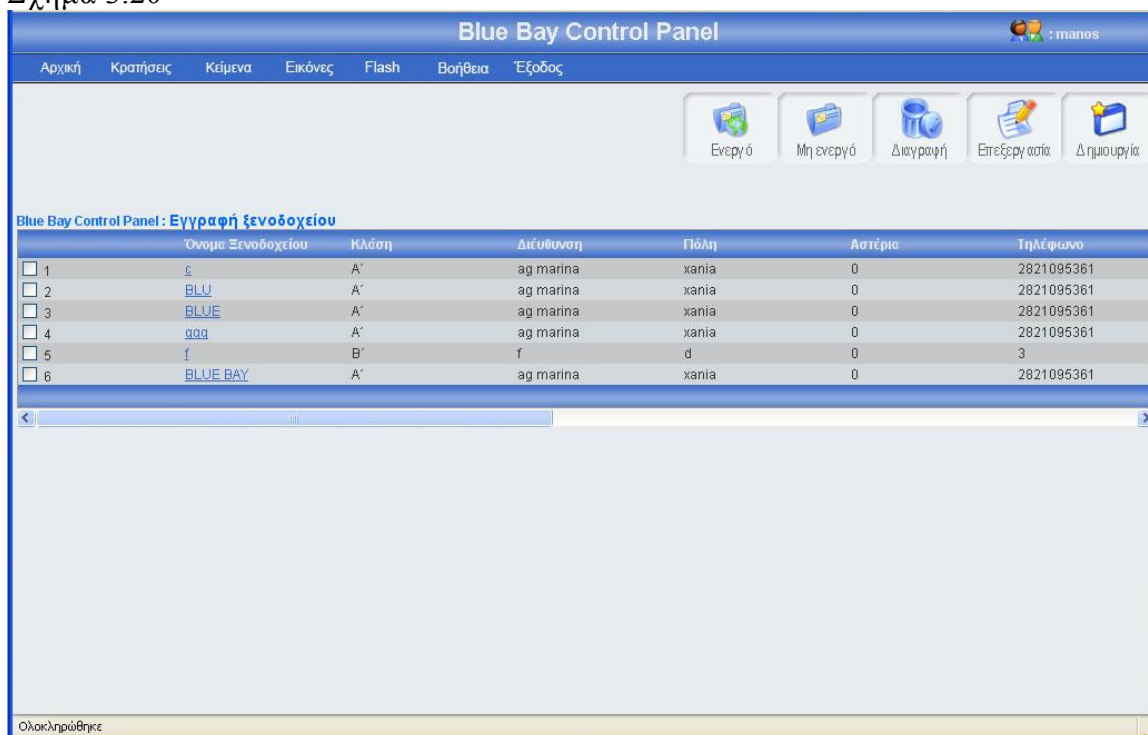 Σχήμα 3.20
Blue Bay Control Panel : manos
Αρχική Κρατήσεις Κείμενα Εικόνες Flash Βοήθεια Έξοδος
Ενεργό Μη ενεργό Διαγραφή Επεξεργασία Δημιουργία
Blue Bay Control Panel : Εγγραφή ξενοδοχείου
Όνομα Ξενοδοχείου Κλάση Διέυθυνση Πόλη Αστέρια Τηλέφωνο
1 c Α΄ ag marina xania 0 2821095361
2 BLU Α΄ ag marina xania 0 2821095361
3 BLUE Α΄ ag marina xania 0 2821095361
4 qqq Α΄ ag marina xania 0 2821095361
5 f Β΄ f d 0 3
6 BLUE BAY Α΄ ag marina xania 0 2821095361
Ολοκληρώθηκε